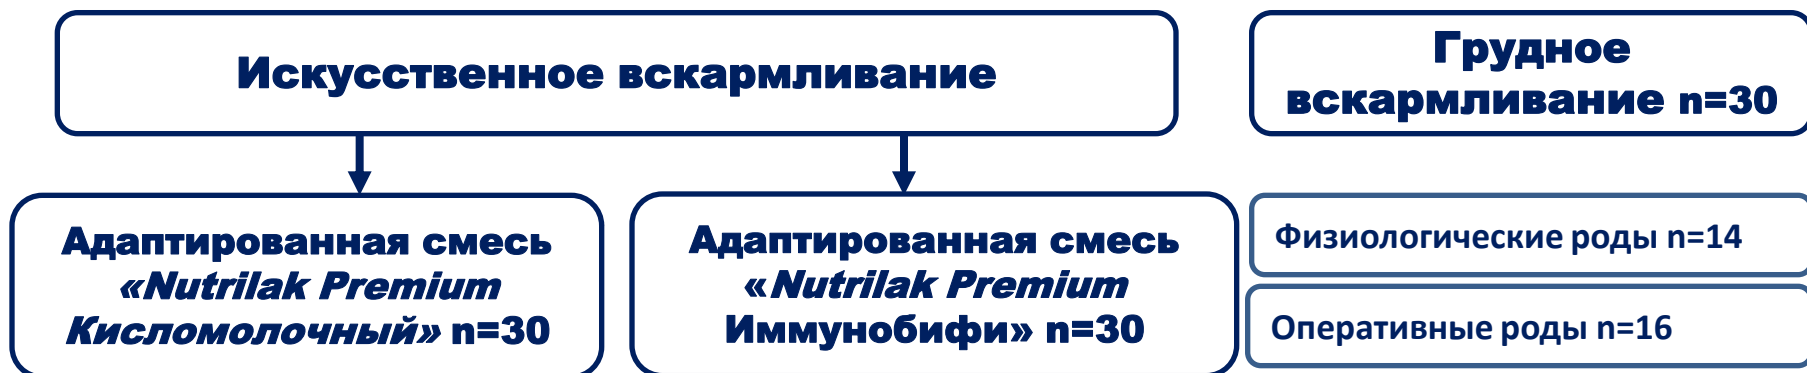 Искусственное вскармливание
Грудное
вскармливание n=30
Адаптированная смесь
«Nutrilak Premium
Кисломолочный» n=30
Адаптированная смесь
«Nutrilak Premium
Иммунобифи» n=30
Физиологические роды n=14
Оперативные роды n=16